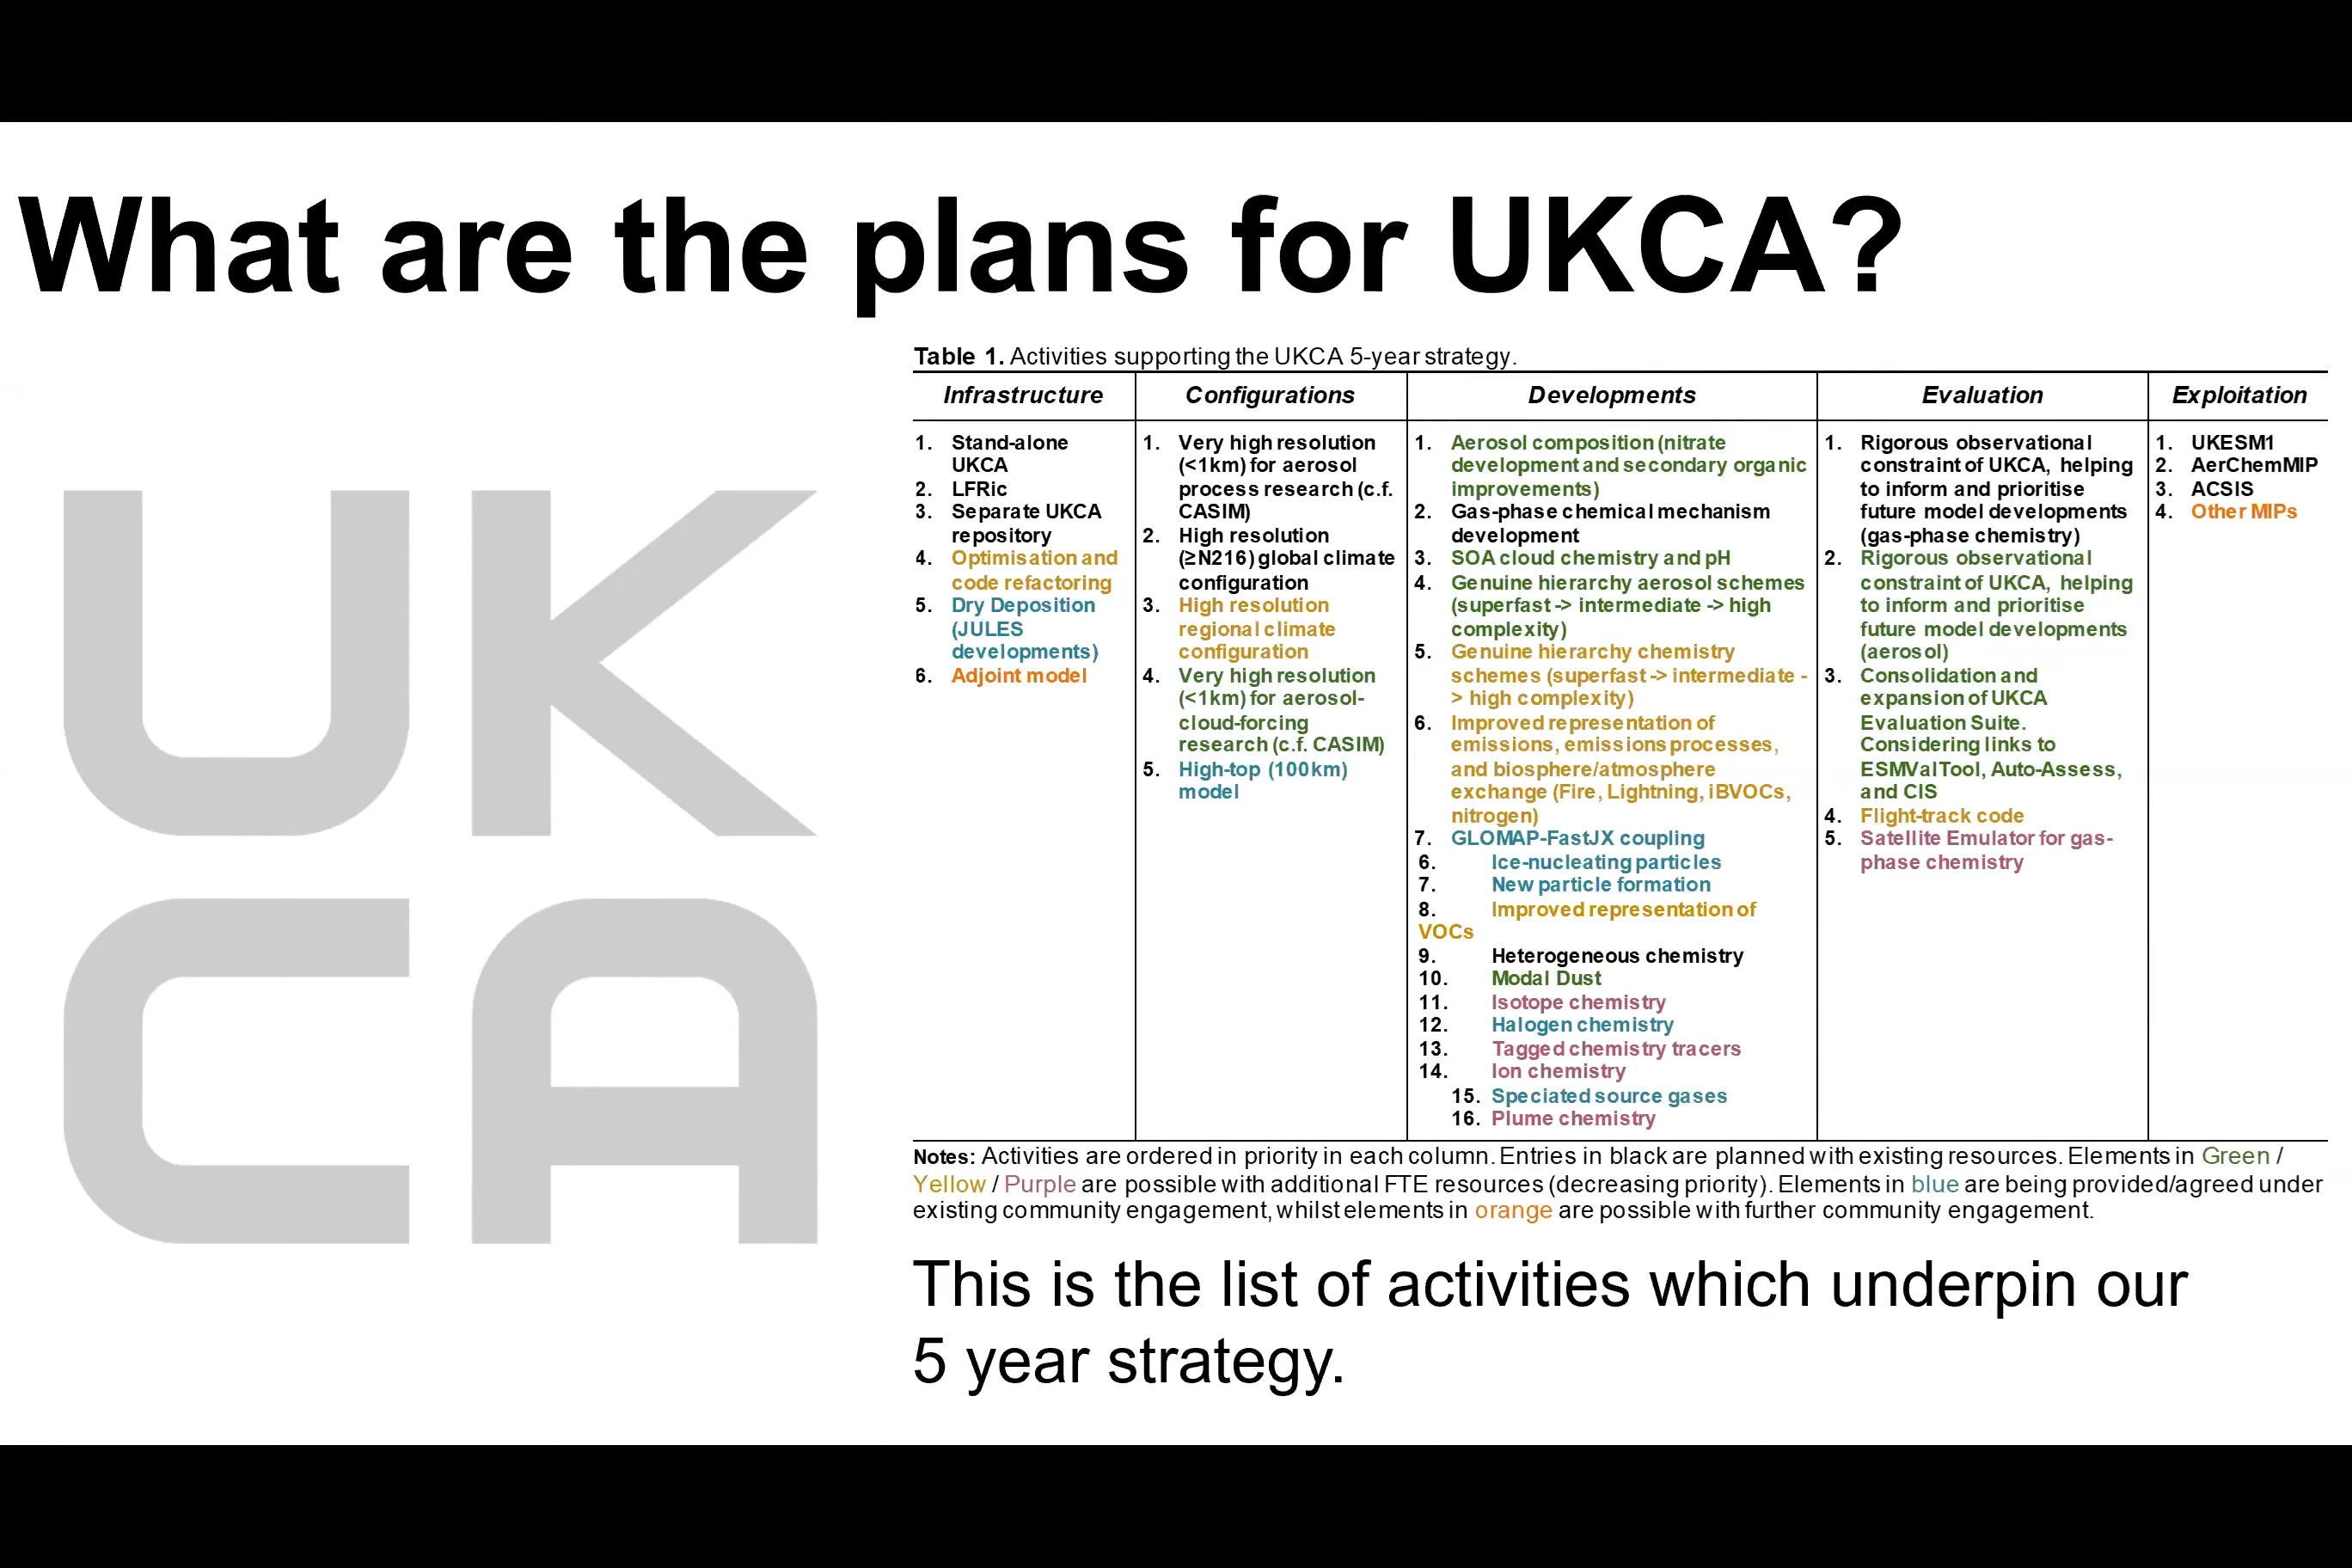 What are the plans for UKCA?
UK
CA
Table 1. Activities supporting the UKCA 5-year strategy.
Infrastructure
1. Stand-alone
UKCA
2. LFRic
3. Separate UKCA
repository
4. Optimisation and
code refactoring
5. Dry Deposition
(JULES
developments)
6. Adjoint model
Configurations
1. Very high resolution
(<1km) for aerosol
process research (c.f.
CASIM)
2. High resolution
(≥N216) global climate
configuration
3. High resolution
regional climate
configuration
4. Very high resolution
(<1km) for aerosol-
cloud-forcing
research (c.f. CASIM)
5. High-top (100km)
model
Developments
1. Aerosol composition (nitrate
development and secondary organic
improvements)
2. Gas-phase chemical mechanism
development
3. SOA cloud chemistry and pH
4. Genuine hierarchy aerosol schemes
(superfast -> intermediate -> high
complexity)
5. Genuine hierarchy chemistry
schemes (superfast -> intermediate -
> high complexity)
6. Improved representation of
emissions, emissions processes,
and biosphere/atmosphere
exchange (Fire, Lightning, iBVOCs,
nitrogen)
7. GLOMAP-FastJX coupling
6. Ice-nucleating particles
7. New particle formation
8. Improved representation of
VOCs
9. Heterogeneous chemistry
10. Modal Dust
11. Isotope chemistry
12. Halogen chemistry
13. Tagged chemistry tracers
14. Ion chemistry
15. Speciated source gases
16. Plume chemistry
Evaluation
1. Rigorous observational
constraint of UKCA, helping
to inform and prioritise
future model developments
(gas-phase chemistry)
2. Rigorous observational
constraint of UKCA, helping
to inform and prioritise
future model developments
(aerosol)
3. Consolidation and
expansion of UKCA
Evaluation Suite.
Considering links to
ESMValTool, Auto-Assess,
and CIS
4. Flight-track code
5. Satellite Emulator for gas-
phase chemistry
Exploitation
1. UKESM1
2. AerChemMIP
3. ACSIS
4. Other MIPs
Notes: Activities are ordered in priority in each column. Entries in black are planned with existing resources. Elements in Green /
Yellow / Purple are possible with additional FTE resources (decreasing priority). Elements in blue are being provided/agreed under
existing community engagement, whilst elements in orange are possible with further community engagement.
This is the list of activities which underpin our
5 year strategy.